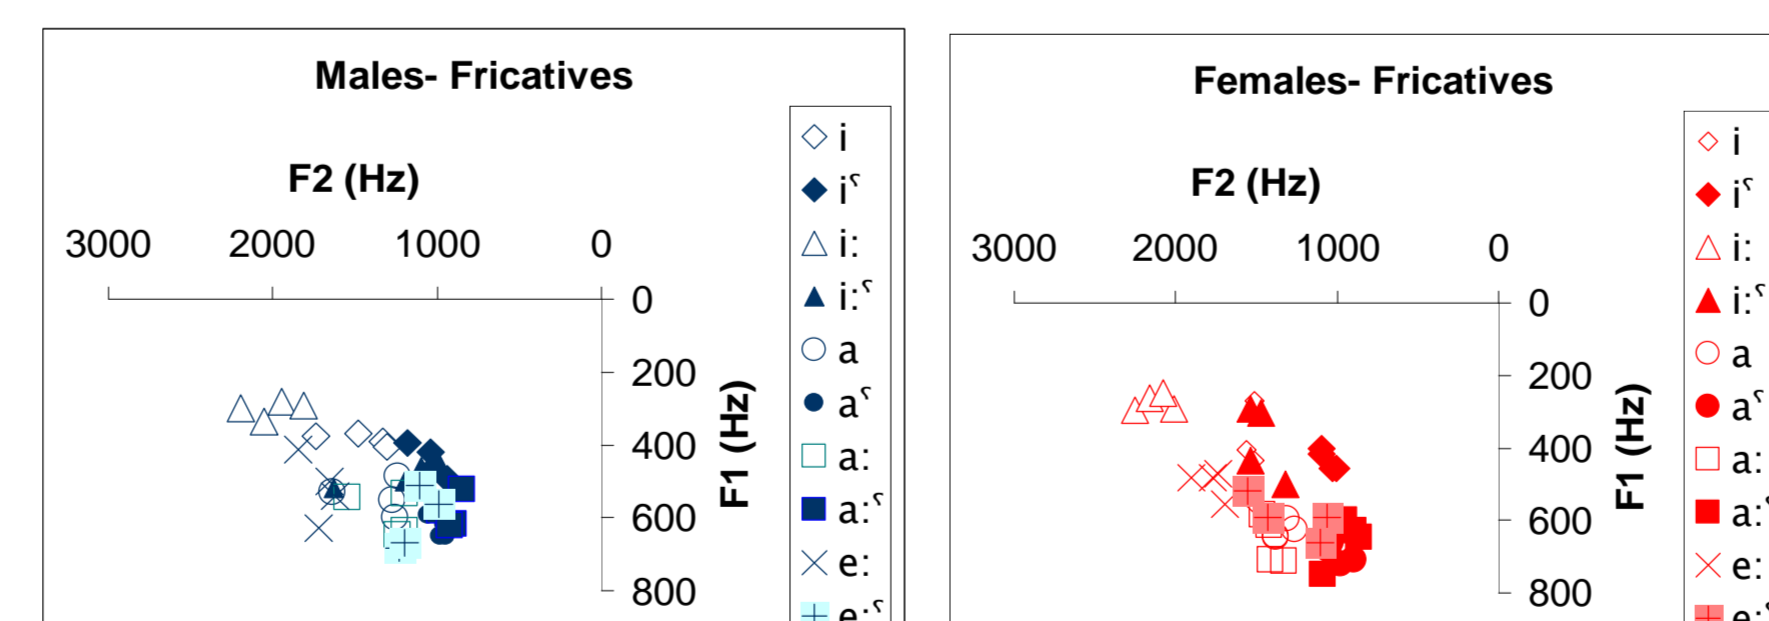 Males- Fricatives
F2 (Hz)
3000 2000 1000 0
0
200
400
600
800
F1 (Hz)
i
iˤ
i:
i:ˤ
a
aˤ
a:
a:ˤ
e:
e:ˤ
Females- Fricatives
F2 (Hz)
3000 2000 1000 0
0
200
400
600
800
F1 (Hz)
i
iˤ
i:
i:ˤ
a
aˤ
a:
a:ˤ
e:
e:ˤ